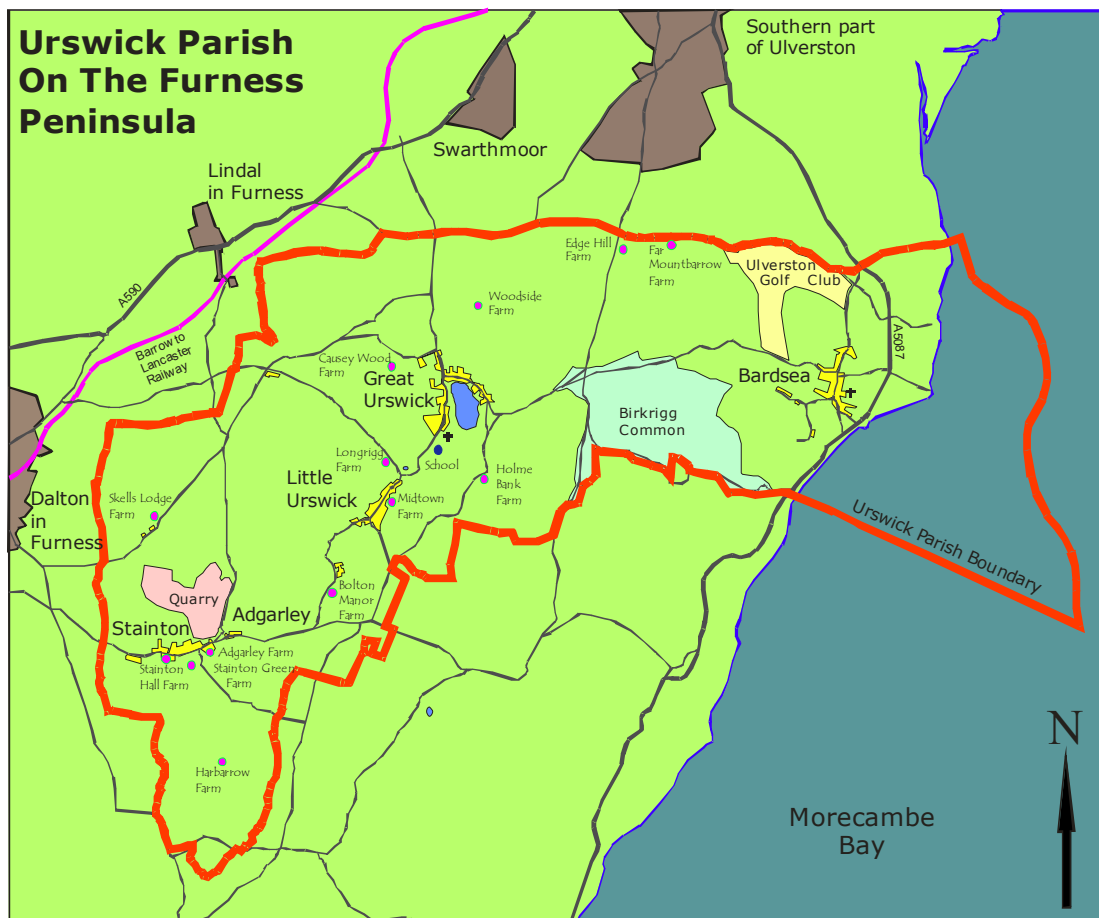 Urswick Parish
On The Furness
Peninsula
Southern part
of Ulverston
Swarthmoor
Lindal
in Furness
A590
Barrow to
Lancaster
Railway
Edge Hill
Farm
Far
Mountbarrow
Farm
Ulverston
Golf Club
Woodside
Farm
A5087
Causey Wood
Farm
Great
Urswick
Bardsea
Birkrigg
Common
Longrigg
Farm
School
Little
Urswick
Holme
Bank
Farm
Midtown
Farm
Skells Lodge
Farm
Dalton
in
Furness
Urswick Parish Boundary
Quarry
Bolton
Manor
Farm
Adgarley
Stainton
Adgarley Farm
Stainton Green
Farm
Stainton
Hall Farm
Harbarrow
Farm
N
Morecambe
Bay